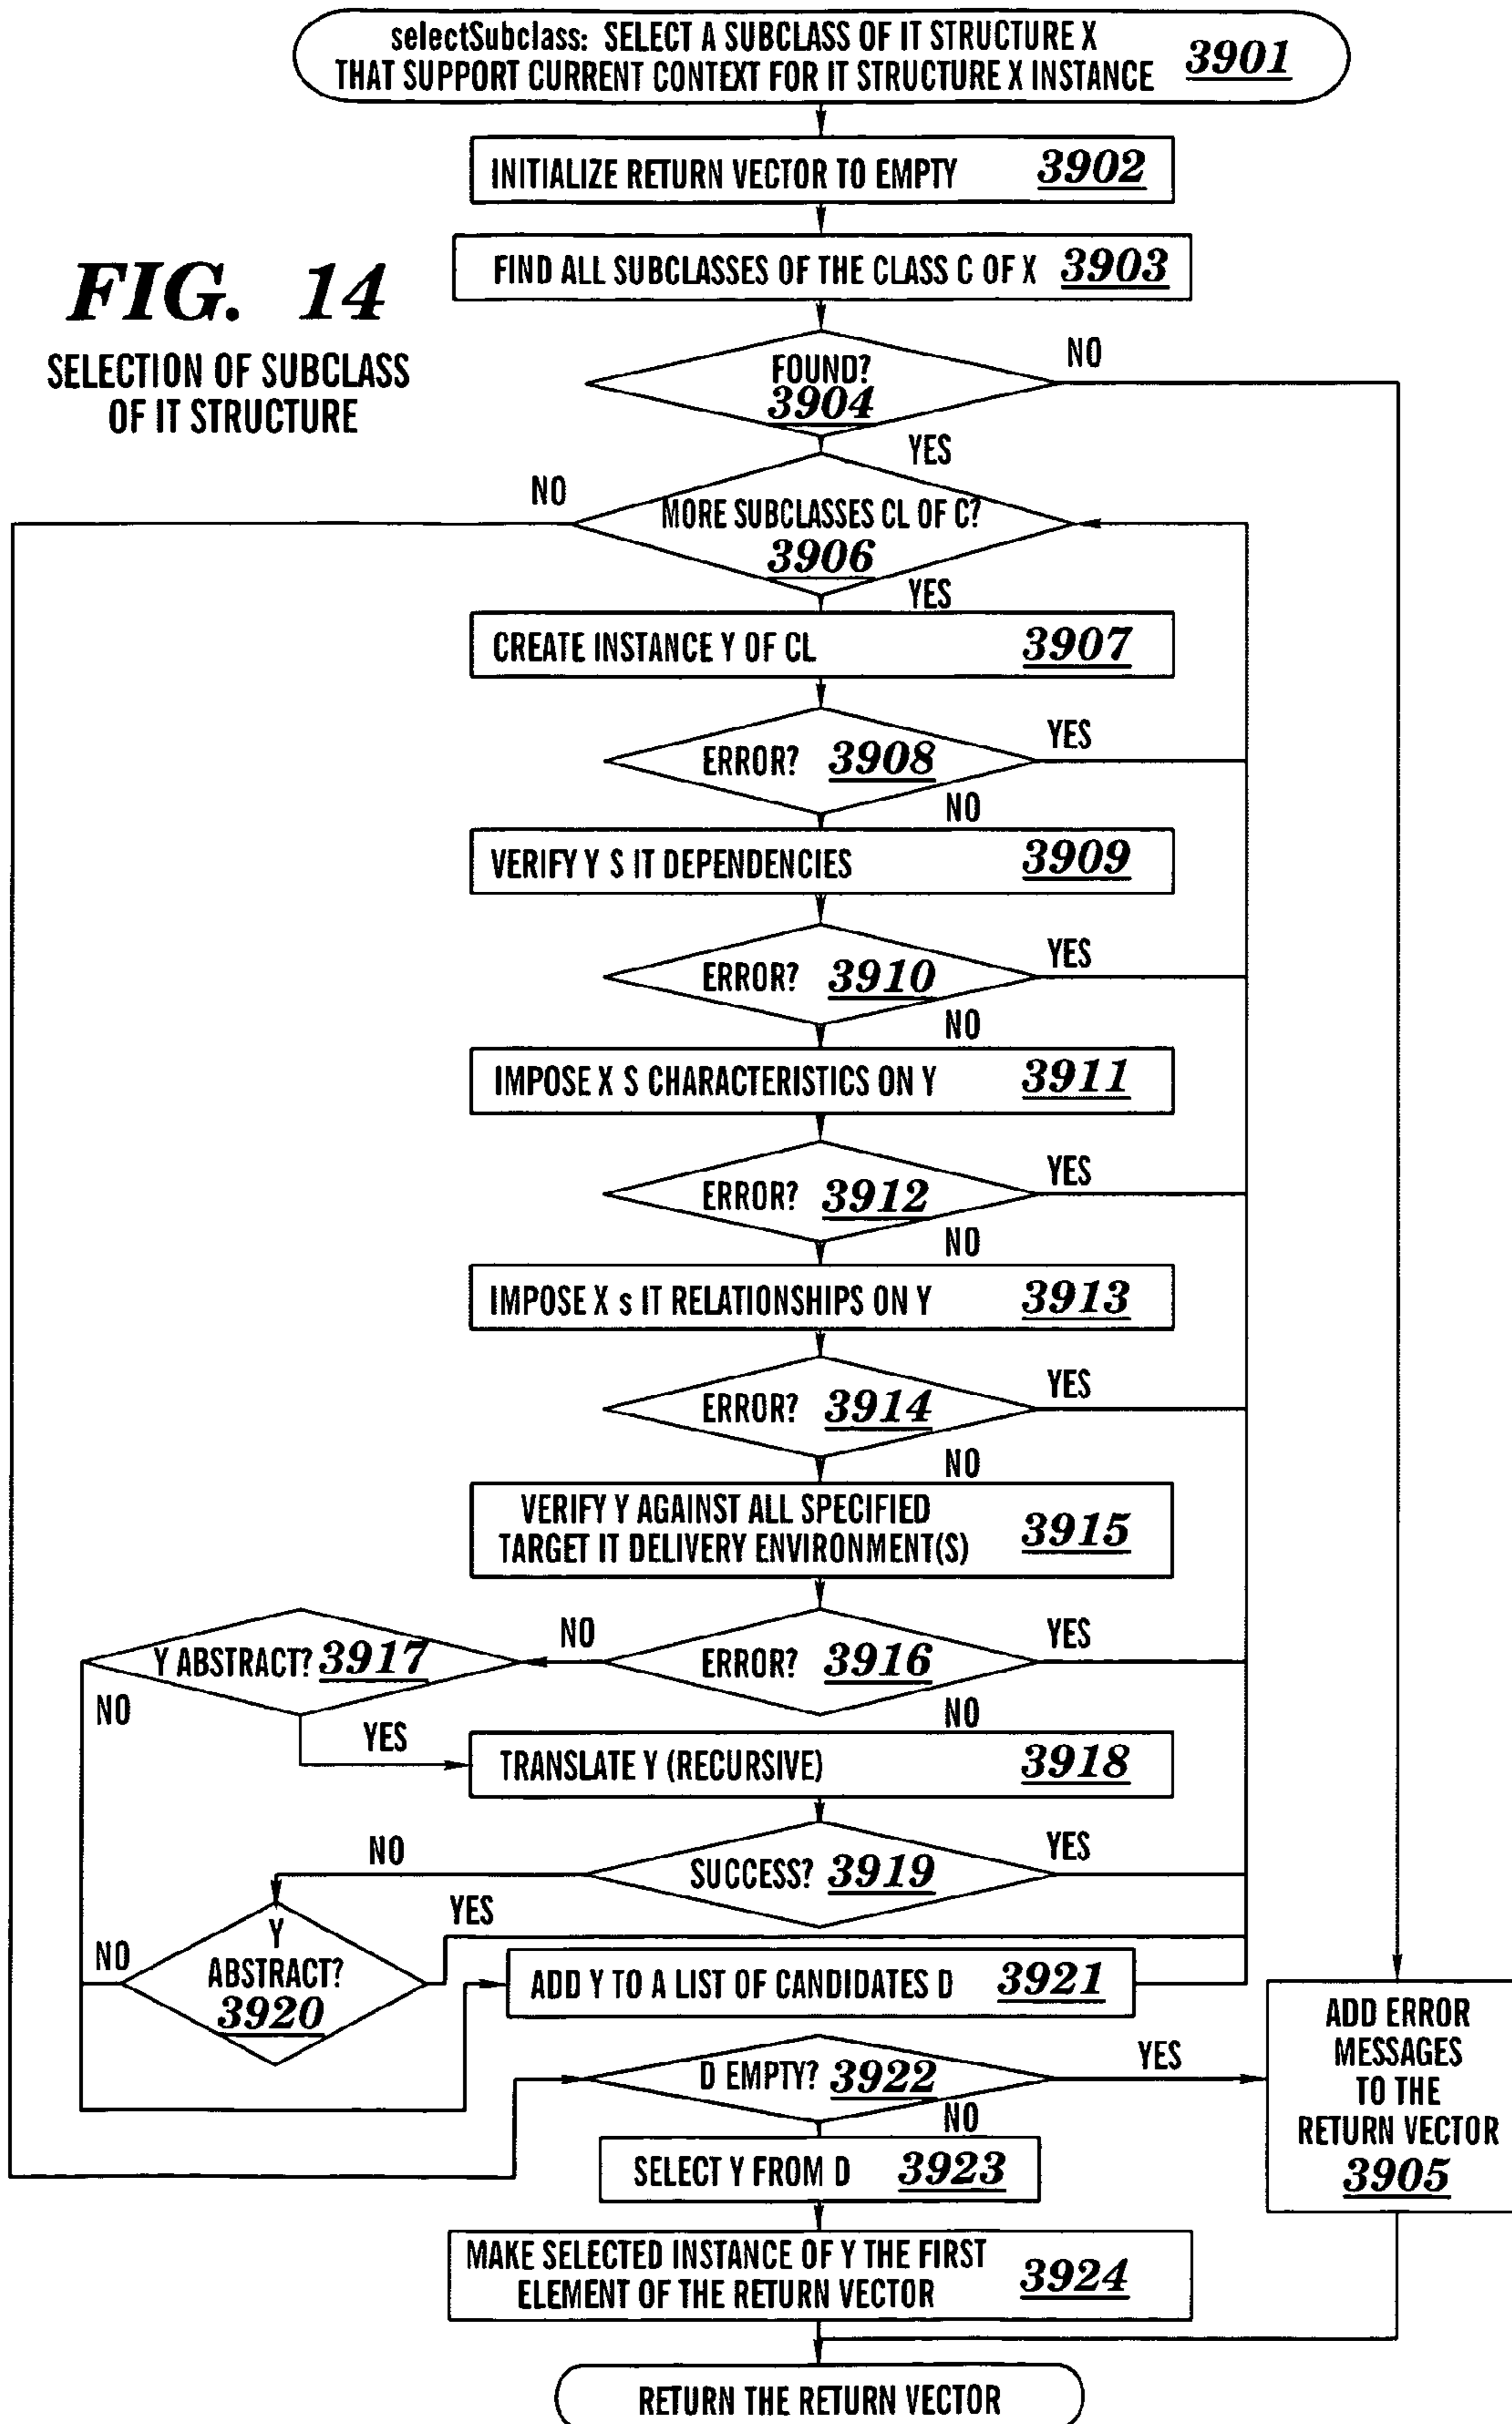 selectSubclass: SELECT A SUBCLASS OF IT STRUCTURE X
THAT SUPPORT CURRENT CONTEXT FOR IT STRUCTURE X INSTANCE 3901
INITIALIZE RETURN VECTOR TO EMPTY 3902
FIND ALL SUBCLASSES OF THE CLASS C OF X 3903
FIG. 14
SELECTION OF SUBCLASS
OF IT STRUCTURE
FOUND?
3904
NO
YES
MORE SUBCLASSES CL OF C?
3906
NO
YES
CREATE INSTANCE Y OF CL 3907
ERROR? 3908
YES
NO
VERIFY Y S IT DEPENDENCIES 3909
ERROR? 3910
YES
NO
IMPOSE X S CHARACTERISTICS ON Y 3911
ERROR? 3912
YES
NO
IMPOSE X s IT RELATIONSHIPS ON Y 3913
ERROR? 3914
YES
NO
VERIFY Y AGAINST ALL SPECIFIED
TARGET IT DELIVERY ENVIRONMENT(S) 3915
Y ABSTRACT? 3917
NO
ERROR? 3916
YES
NO
NO
YES
TRANSLATE Y (RECURSIVE) 3918
NO
SUCCESS? 3919
YES
YES
NO
Y
ABSTRACT?
3920
ADD Y TO A LIST OF CANDIDATES D 3921
D EMPTY? 3922
YES
NO
ADD ERROR
MESSAGES
TO THE
RETURN VECTOR
3905
SELECT Y FROM D 3923
MAKE SELECTED INSTANCE OF Y THE FIRST
ELEMENT OF THE RETURN VECTOR 3924
RETURN THE RETURN VECTOR